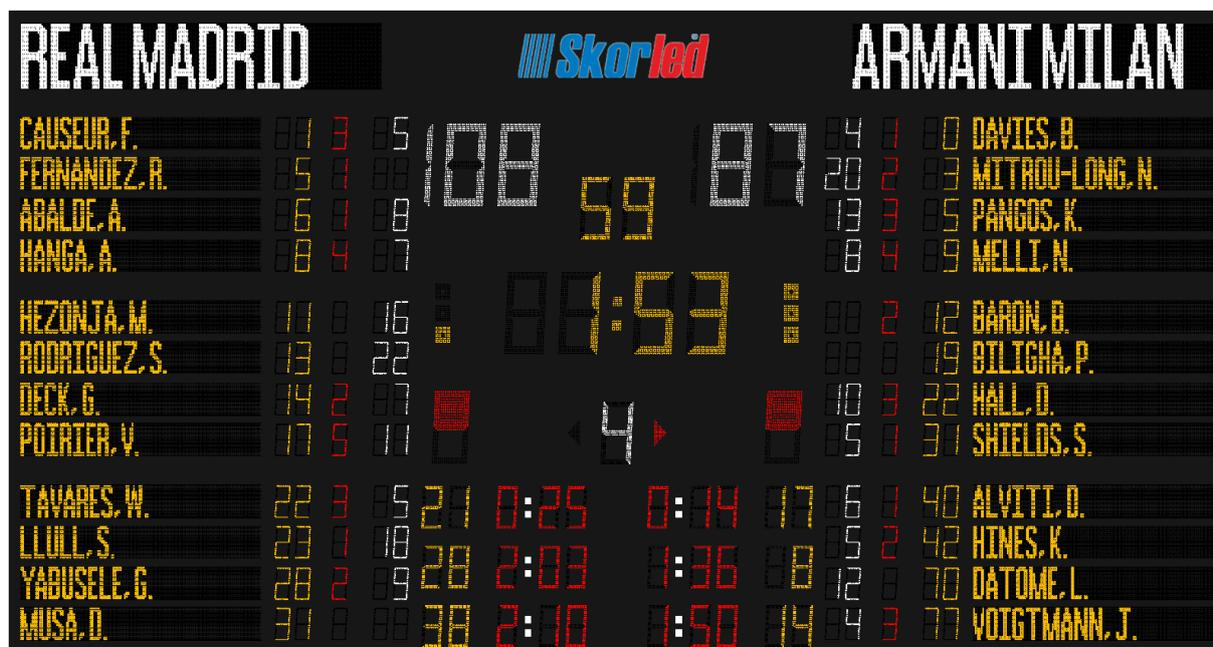 REAL MADRID Skorled ARMANI MILAN
CAUSEUR, F. 1 3 5 108 87 4 1 0 DAVIES, B.
FERNANDEZ, R. 5 1 20 2 3 MITROU-LONG, N.
59
ABALDE, A. 6 1 8 13 3 5 PANGOS, K.
HANGA, A. 8 4 7 8 4 9 MELLI, N.
HEZONJA, M. 11 16 1:53 2 12 BARON, B.
RODRIGUEZ, S. 13 22 19 BILIGHA, P.
DECK, G. 14 2 7 10 3 22 HALL, D.
POIRIER, V. 17 5 11 4 5 1 31 SHIELDS, S.
TAVARES, W. 22 3 5 21 0:25 0:14 17 6 1 40 ALVITI, D.
LLULL, S. 23 1 18 5 2 42 HINES, K.
28 2:03 1:36 8
YABUSELE, G. 28 2 9 12 70 DATOME, L.
MUSA, D. 31 38 2:10 1:50 14 4 3 77 VOIGTMANN, J.